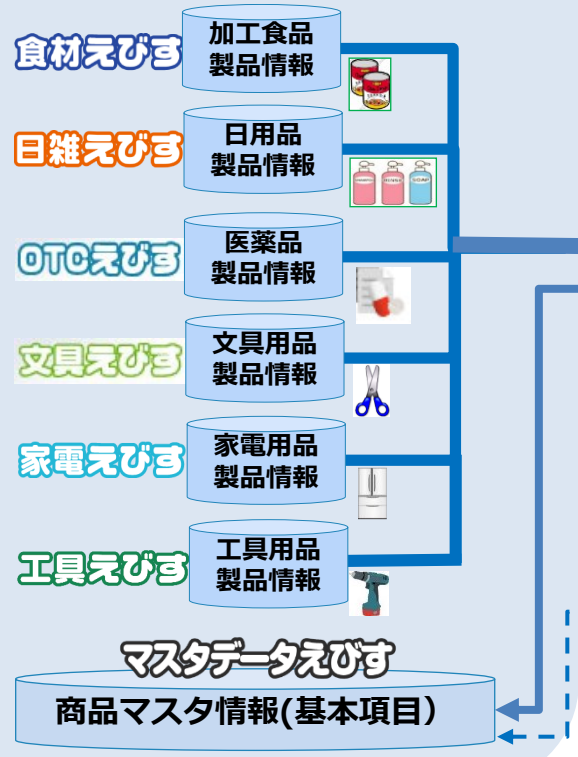 食材えびす
加工食品
製品情報
日雑えびす
日用品
製品情報
OTCえびす
医薬品
製品情報
文具えびす
文具用品
製品情報
家電えびす
家電用品
製品情報
工具えびす
工具用品
製品情報
マスタデータえびす
商品マスタ情報(基本項目）